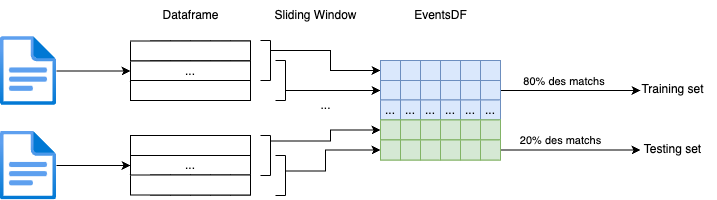 Dataframe
Sliding Window
EventsDF
...
80% des matchs
Training set
...
... ... ... ... ... ...
20% des matchs
Testing set
...